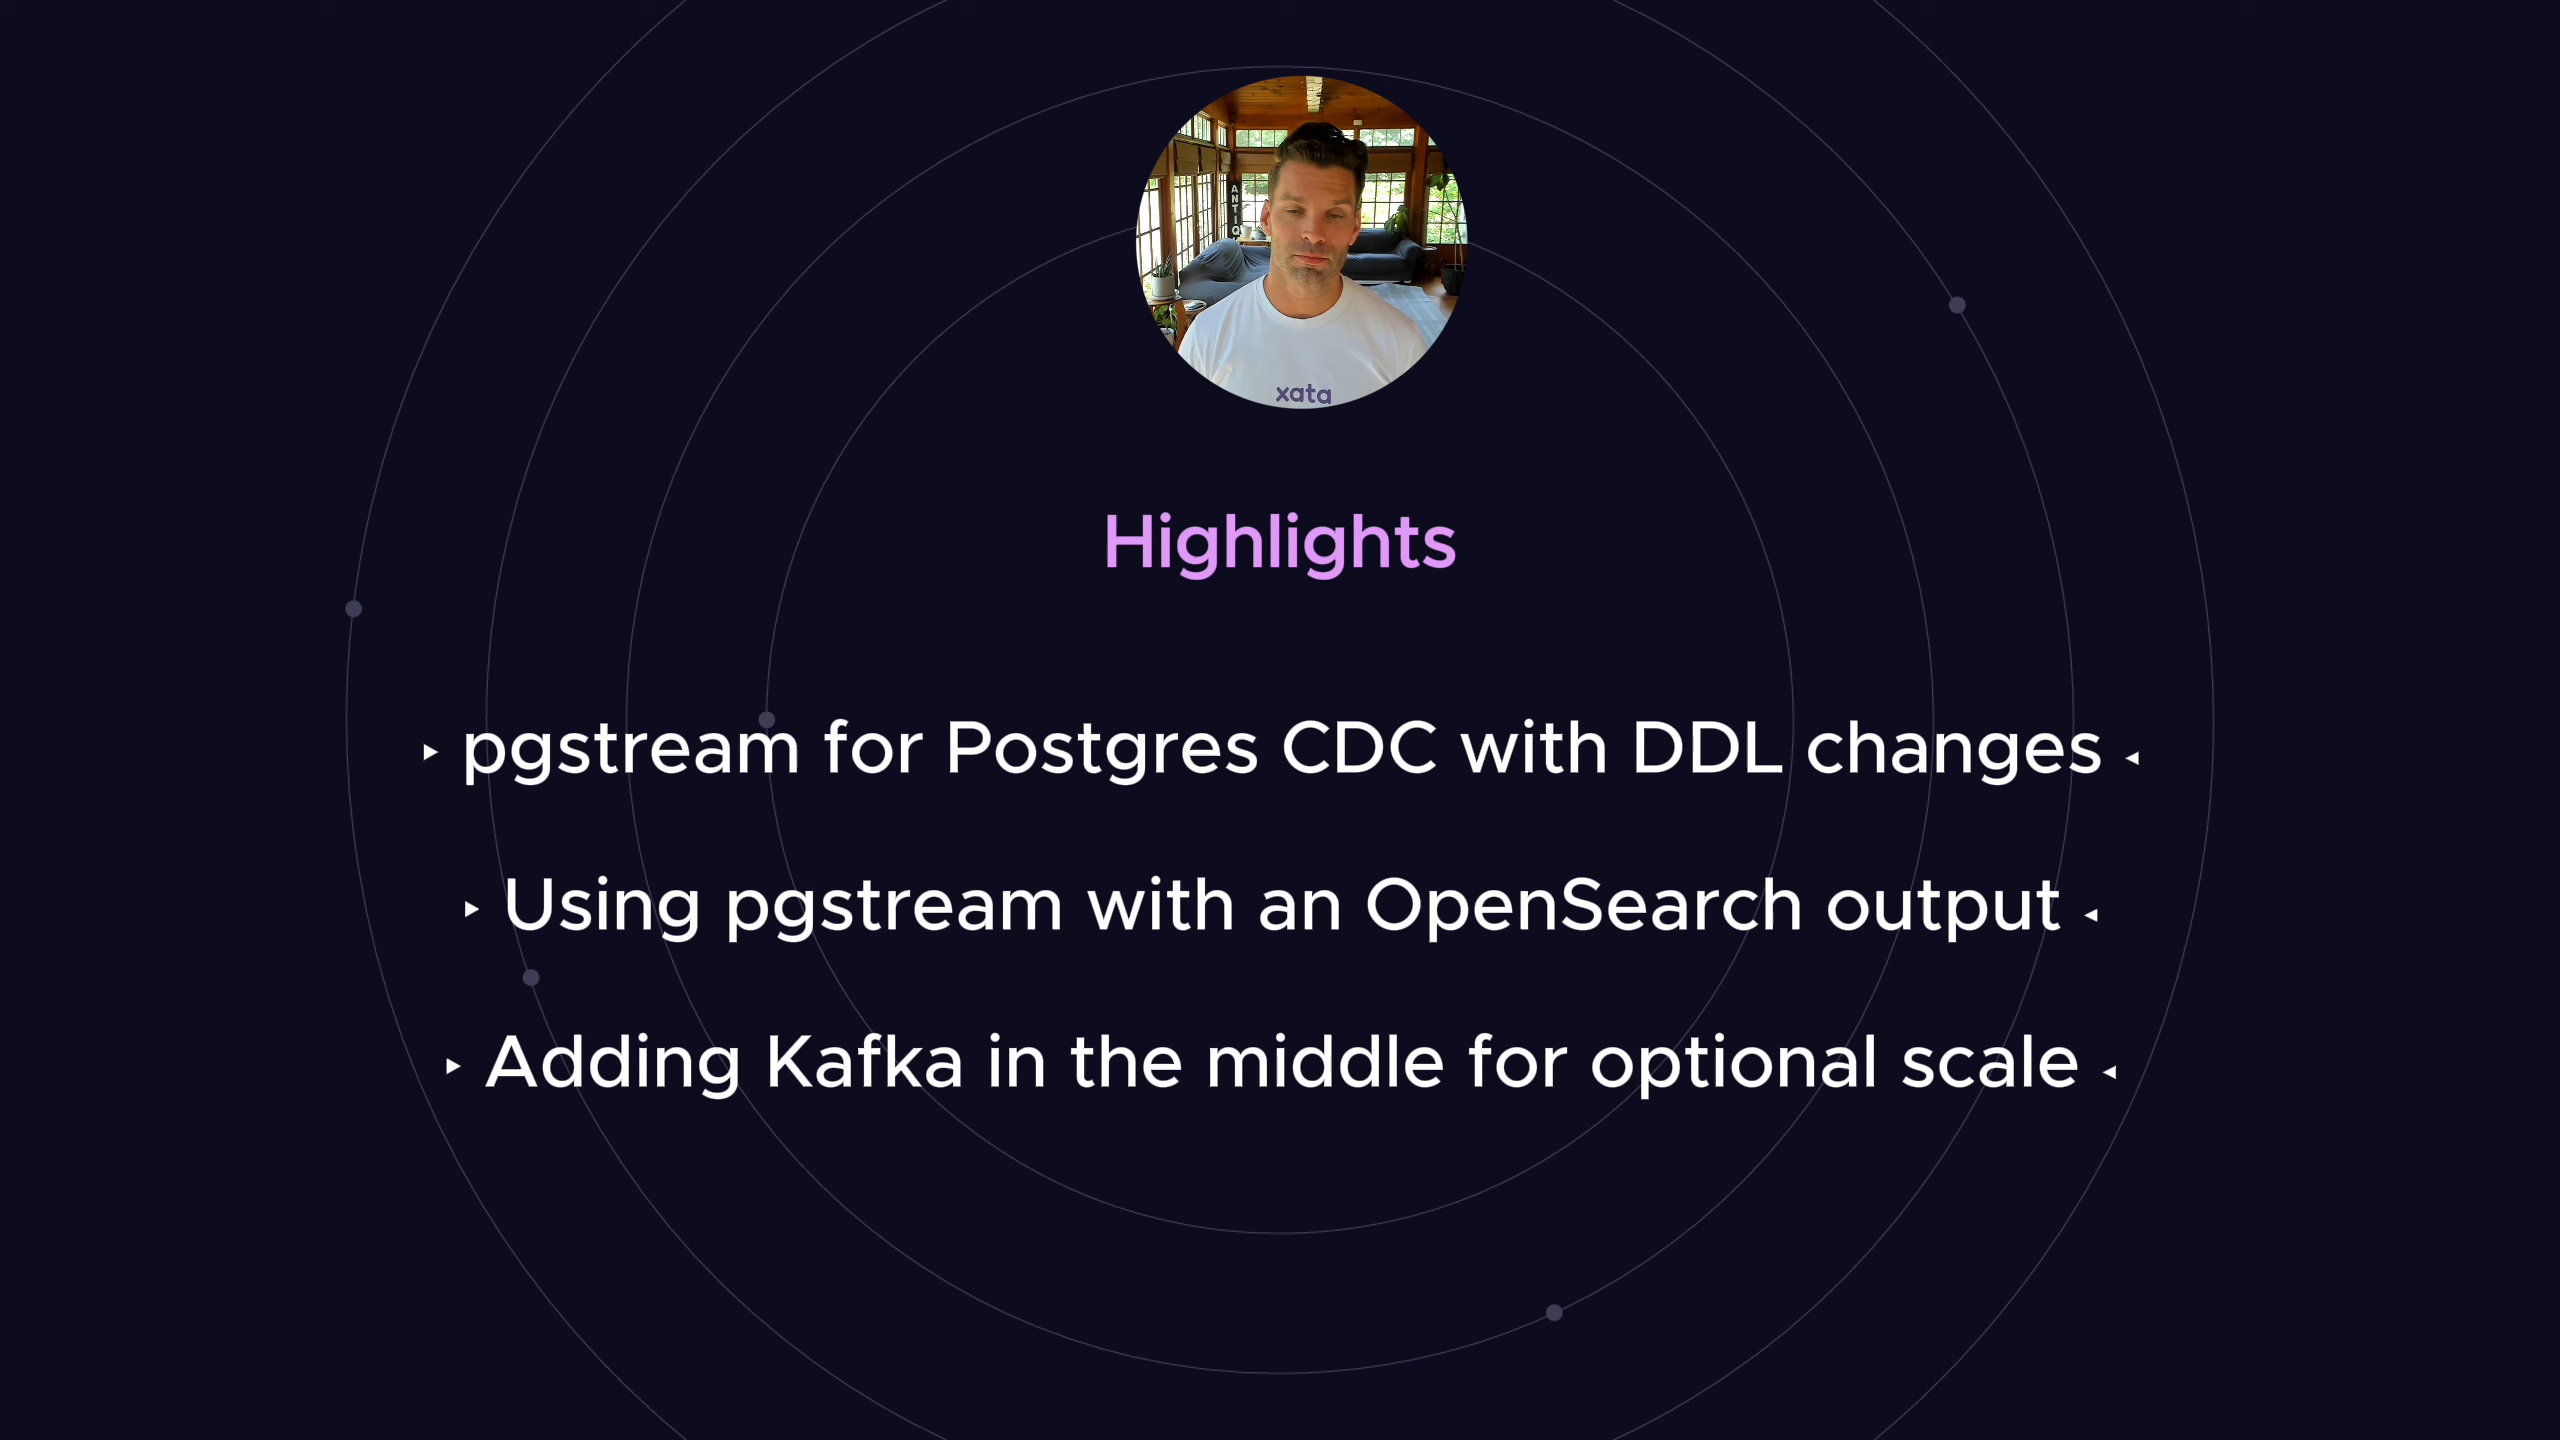 ANTIQ
xata
Highlights
▸ pgstream for Postgres CDC with DDL changes ◂
▸ Using pgstream with an OpenSearch output ◂
▸ Adding Kafka in the middle for optional scale ◂